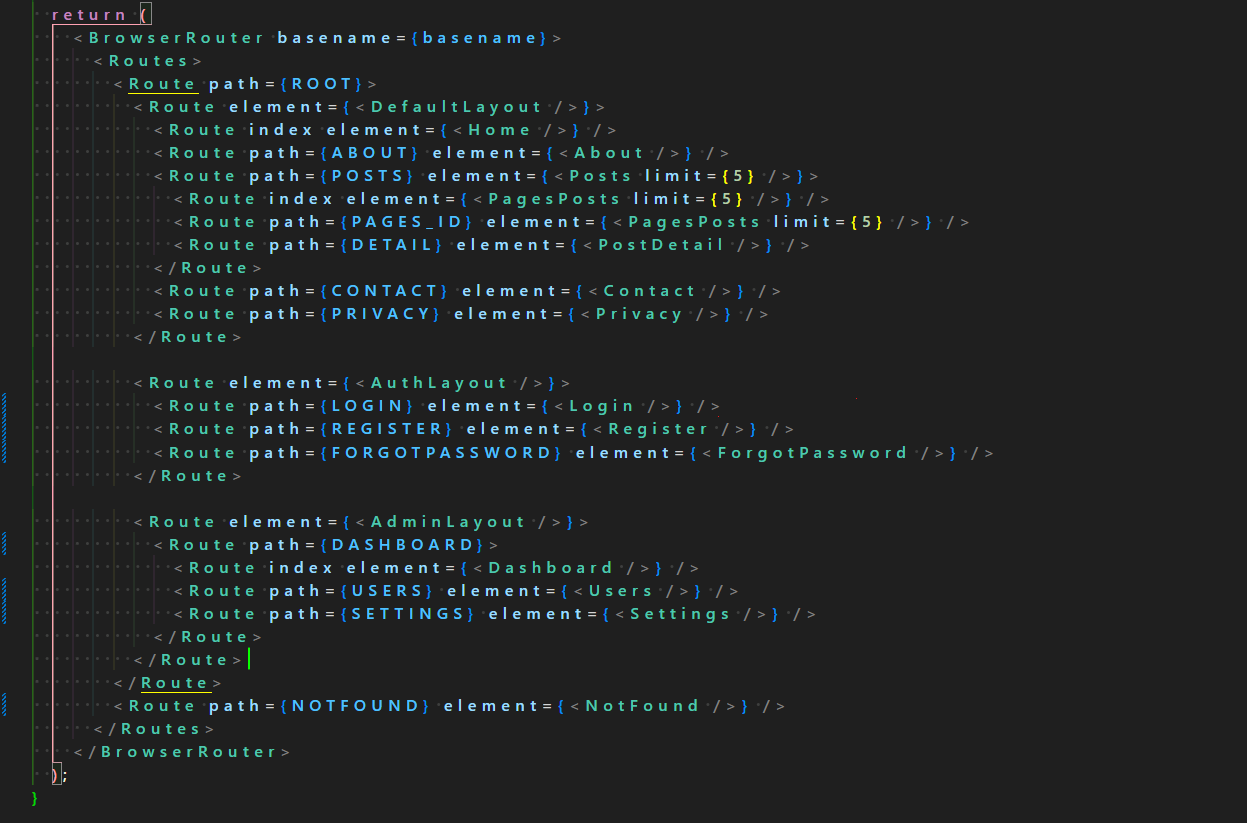 return (
<BrowserRouter basename={basename}>
<Routes>
<Route path={ROOT}>
<Route element={<DefaultLayout />}>
<Route index element={<Home />} />
<Route path={ABOUT} element={<About />} />
<Route path={POSTS} element={<Posts limit={5} />}>
<Route index element={<PagesPosts limit={5} />} />
<Route path={PAGES_ID} element={<PagesPosts limit={5} />} />
<Route path={DETAIL} element={<PostDetail />} />
</Route>
<Route path={CONTACT} element={<Contact />} />
<Route path={PRIVACY} element={<Privacy />} />
</Route>
<Route element={<AuthLayout />}>
<Route path={LOGIN} element={<Login />} />
<Route path={REGISTER} element={<Register />} />
<Route path={FORGOTPASSWORD} element={<ForgotPassword />} />
</Route>
<Route element={<AdminLayout />}>
<Route path={DASHBOARD}>
<Route index element={<Dashboard />} />
<Route path={USERS} element={<Users />} />
<Route path={SETTINGS} element={<Settings />} />
</Route>
</Route>
</Route>
<Route path={NOTFOUND} element={<NotFound />} />
</Routes>
</BrowserRouter>
);
}